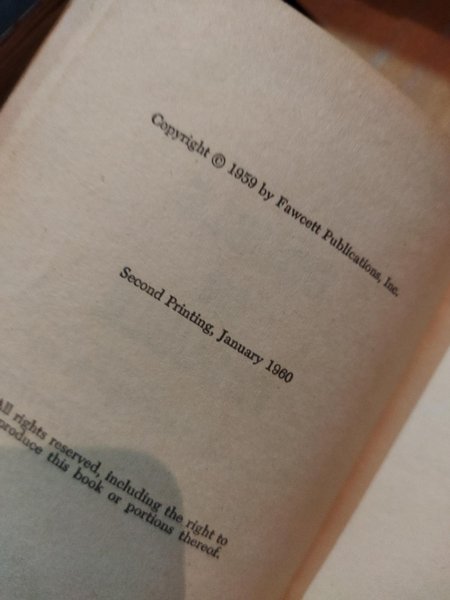 Copyright © 1959 by Fawcett Publications, Inc.
Second Printing, January 1960
All rights reserved, including the right to
produce this book or portions thereof.